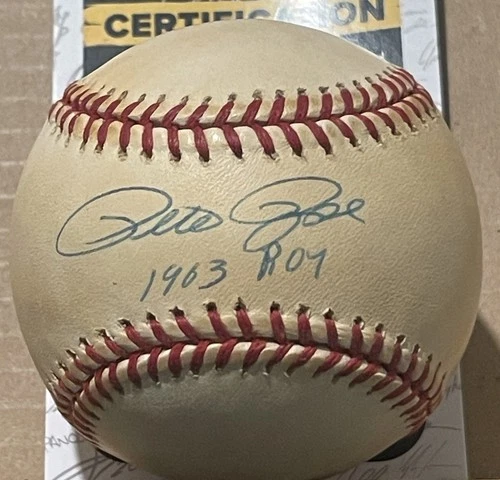 CERTIFICATION
Pete Rose
1963 ROY